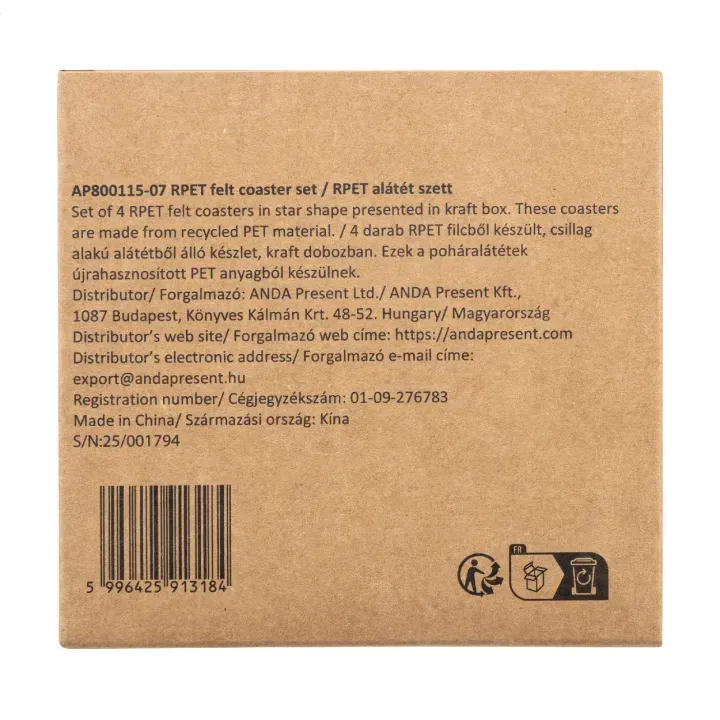 AP800115-07 RPET felt coaster set / RPET alátét szett
Set of 4 RPET felt coasters in star shape presented in kraft box. These coasters
are made from recycled PET material. / 4 darab RPET filcből készült, csillag
alakú alátétből álló készlet, kraft dobozban. Ezek a poháralátétek
újrahasznosított PET anyagból készülnek.
Distributor/ Forgalmazó: ANDA Present Ltd./ ANDA Present Kft.,
1087 Budapest, Könyves Kálmán Krt. 48-52. Hungary/ Magyarország
Distributor's web site/ Forgalmazó web címe: https://andapresent.com
Distributor's electronic address/ Forgalmazó e-mail címe:
export@andapresent.hu
Registration number/ Cégjegyzékszám: 01-09-276783
Made in China/ Származási ország: Kína
S/N:25/001794
5 996425 913184
FR